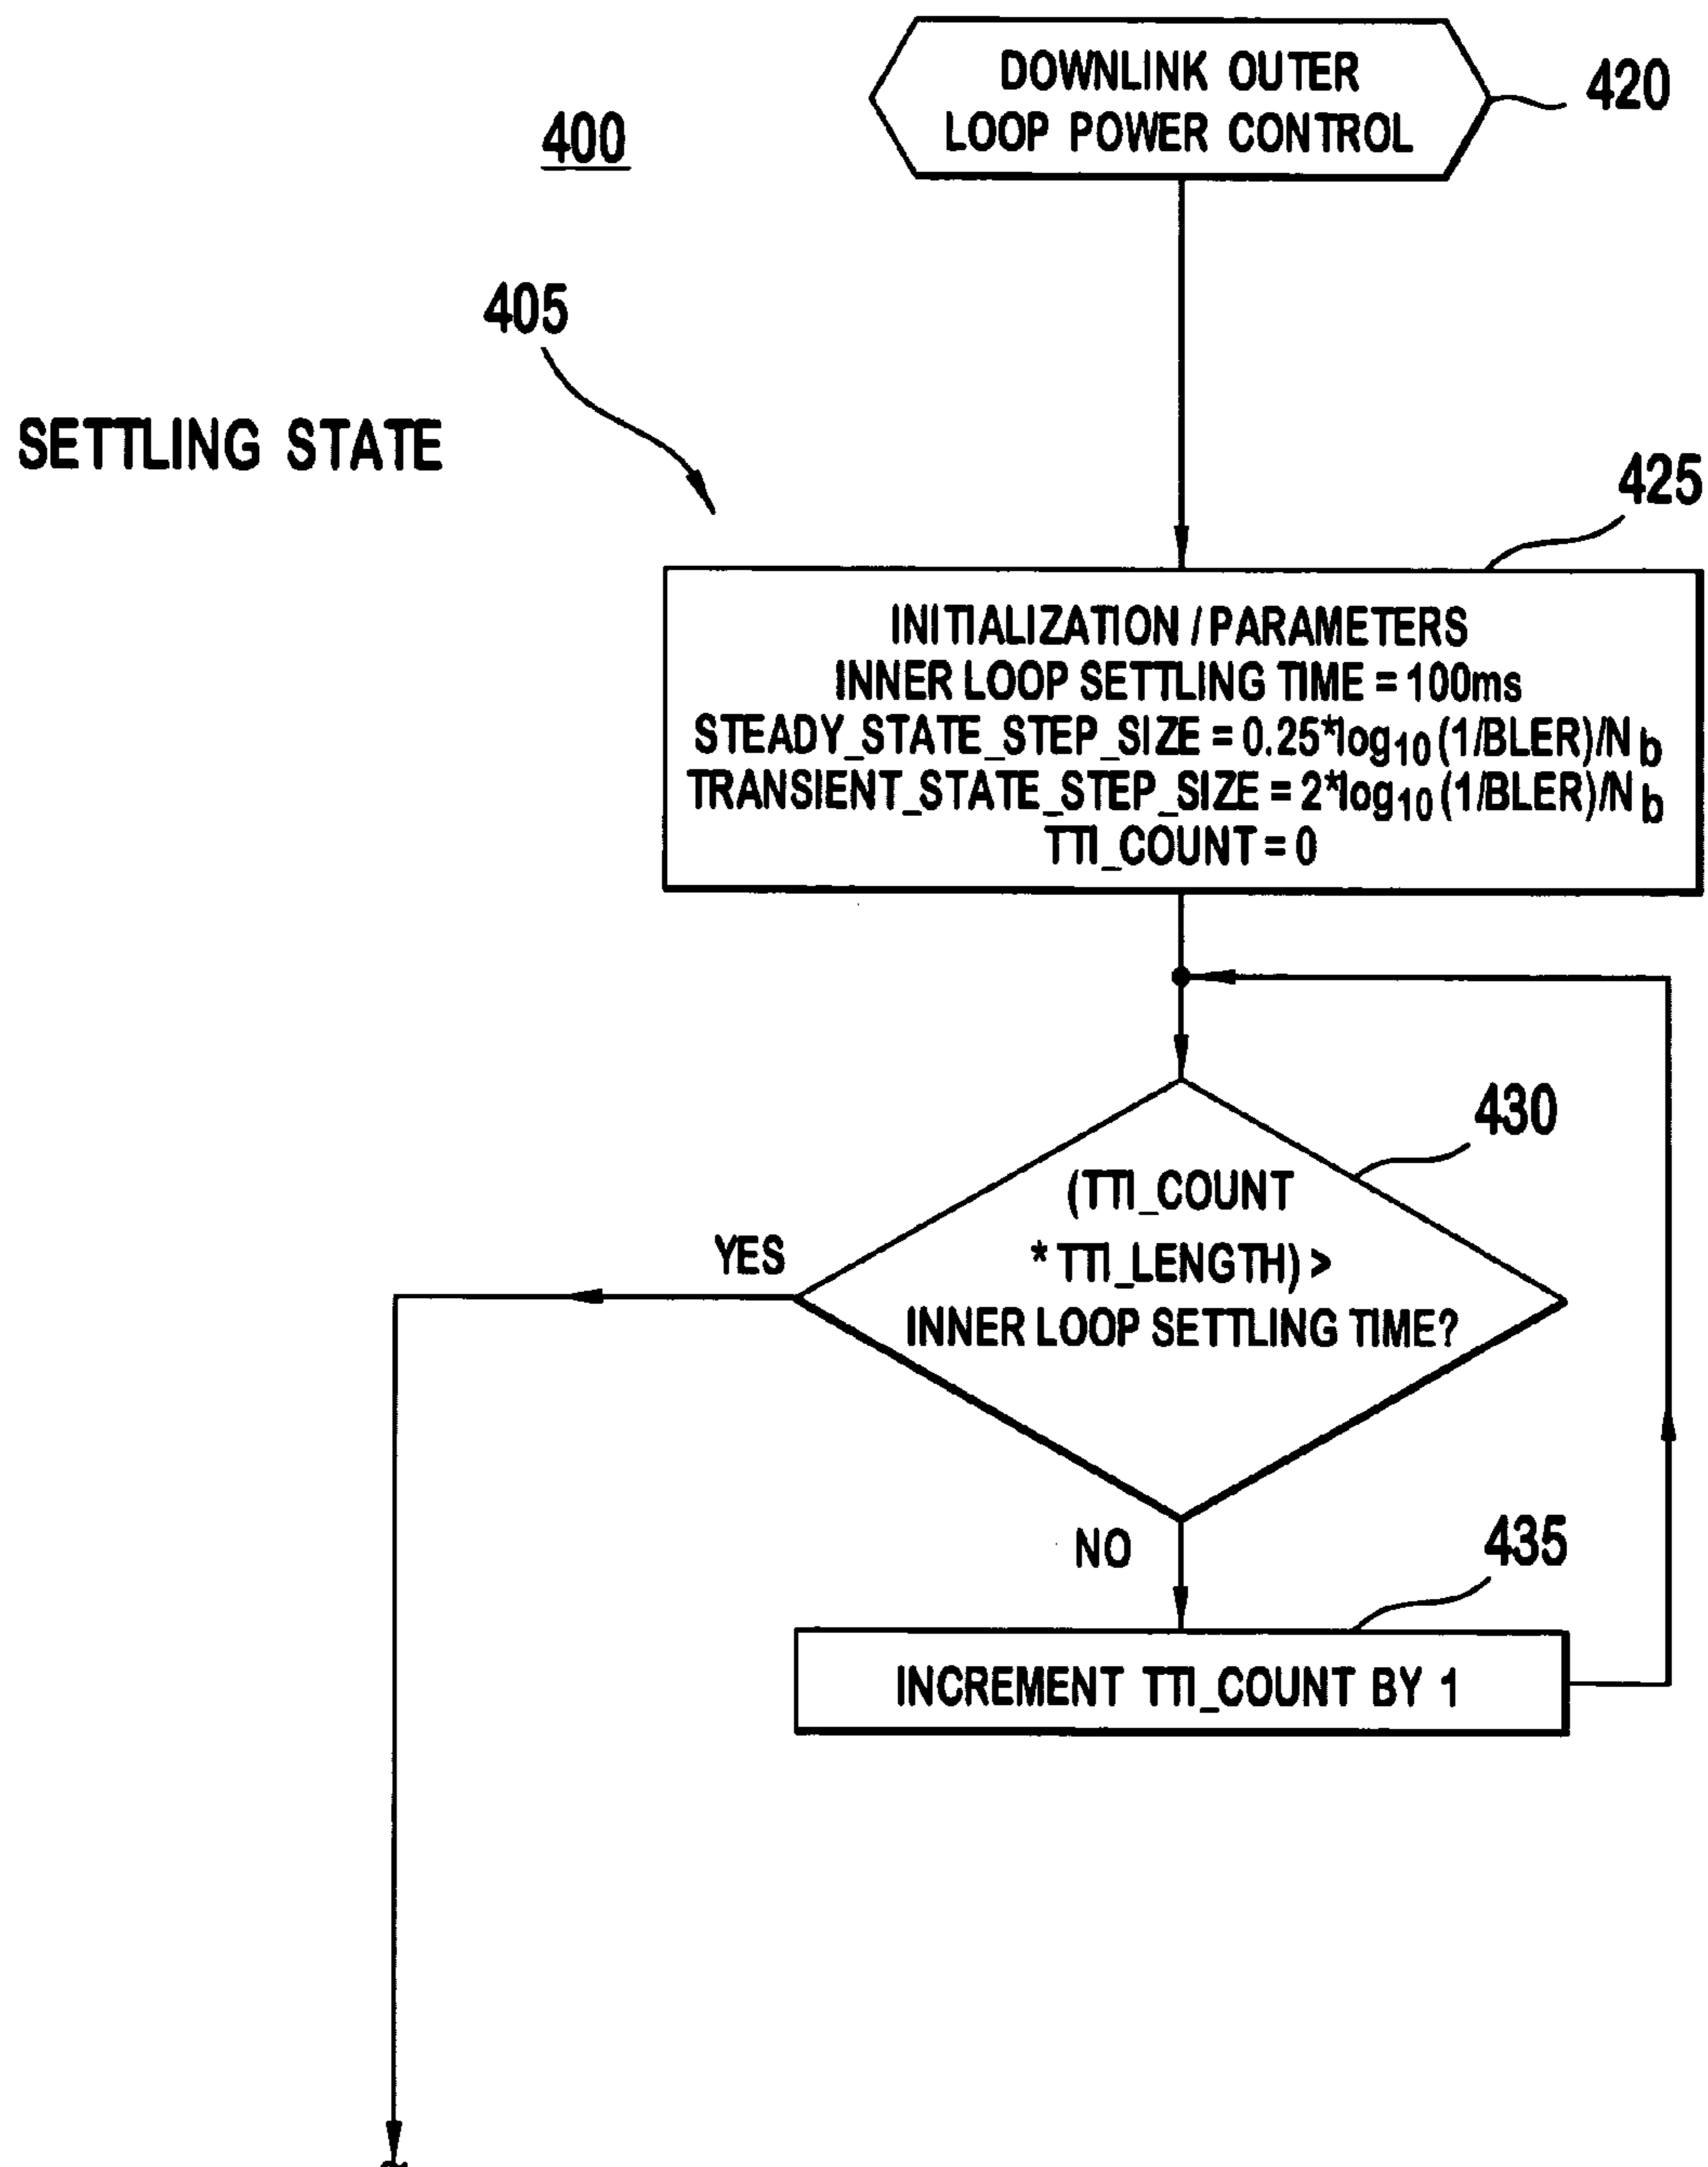 DOWNLINK OUTER
LOOP POWER CONTROL
420
400
405
SETTLING STATE
425
INITIALIZATION / PARAMETERS
INNER LOOP SETTLING TIME = 100ms
STEADY_STATE_STEP_SIZE = 0.25*log10 (1/BLER)/N b
TRANSIENT_STATE_STEP_SIZE = 2*log10 (1/BLER)/N b
TTI_COUNT = 0
430
(TTI_COUNT
* TTI_LENGTH) >
INNER LOOP SETTLING TIME?
YES
NO
435
INCREMENT TTI_COUNT BY 1